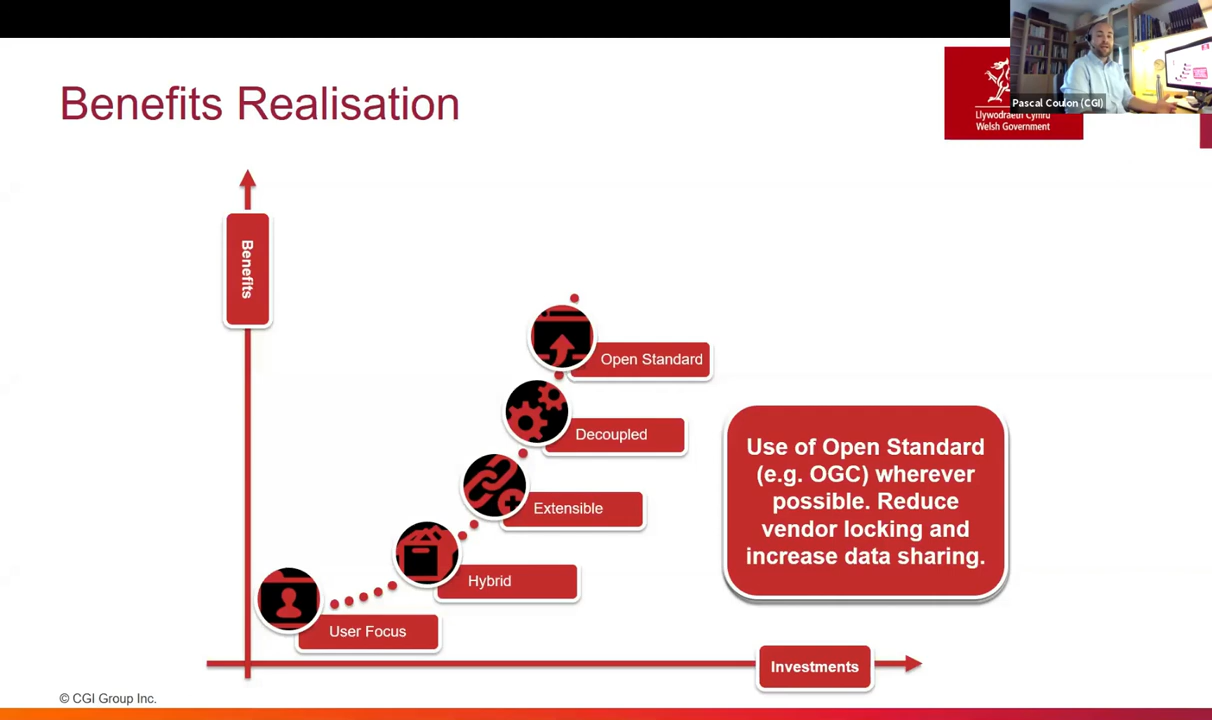 Benefits Realisation
Pascal Coulon (CGI)
Llywodraeth Cymru
Welsh Government
Benefits
Open Standard
Decoupled
Extensible
Hybrid
User Focus
Use of Open Standard
(e.g. OGC) wherever
possible. Reduce
vendor locking and
increase data sharing.
Investments
© CGI Group Inc.